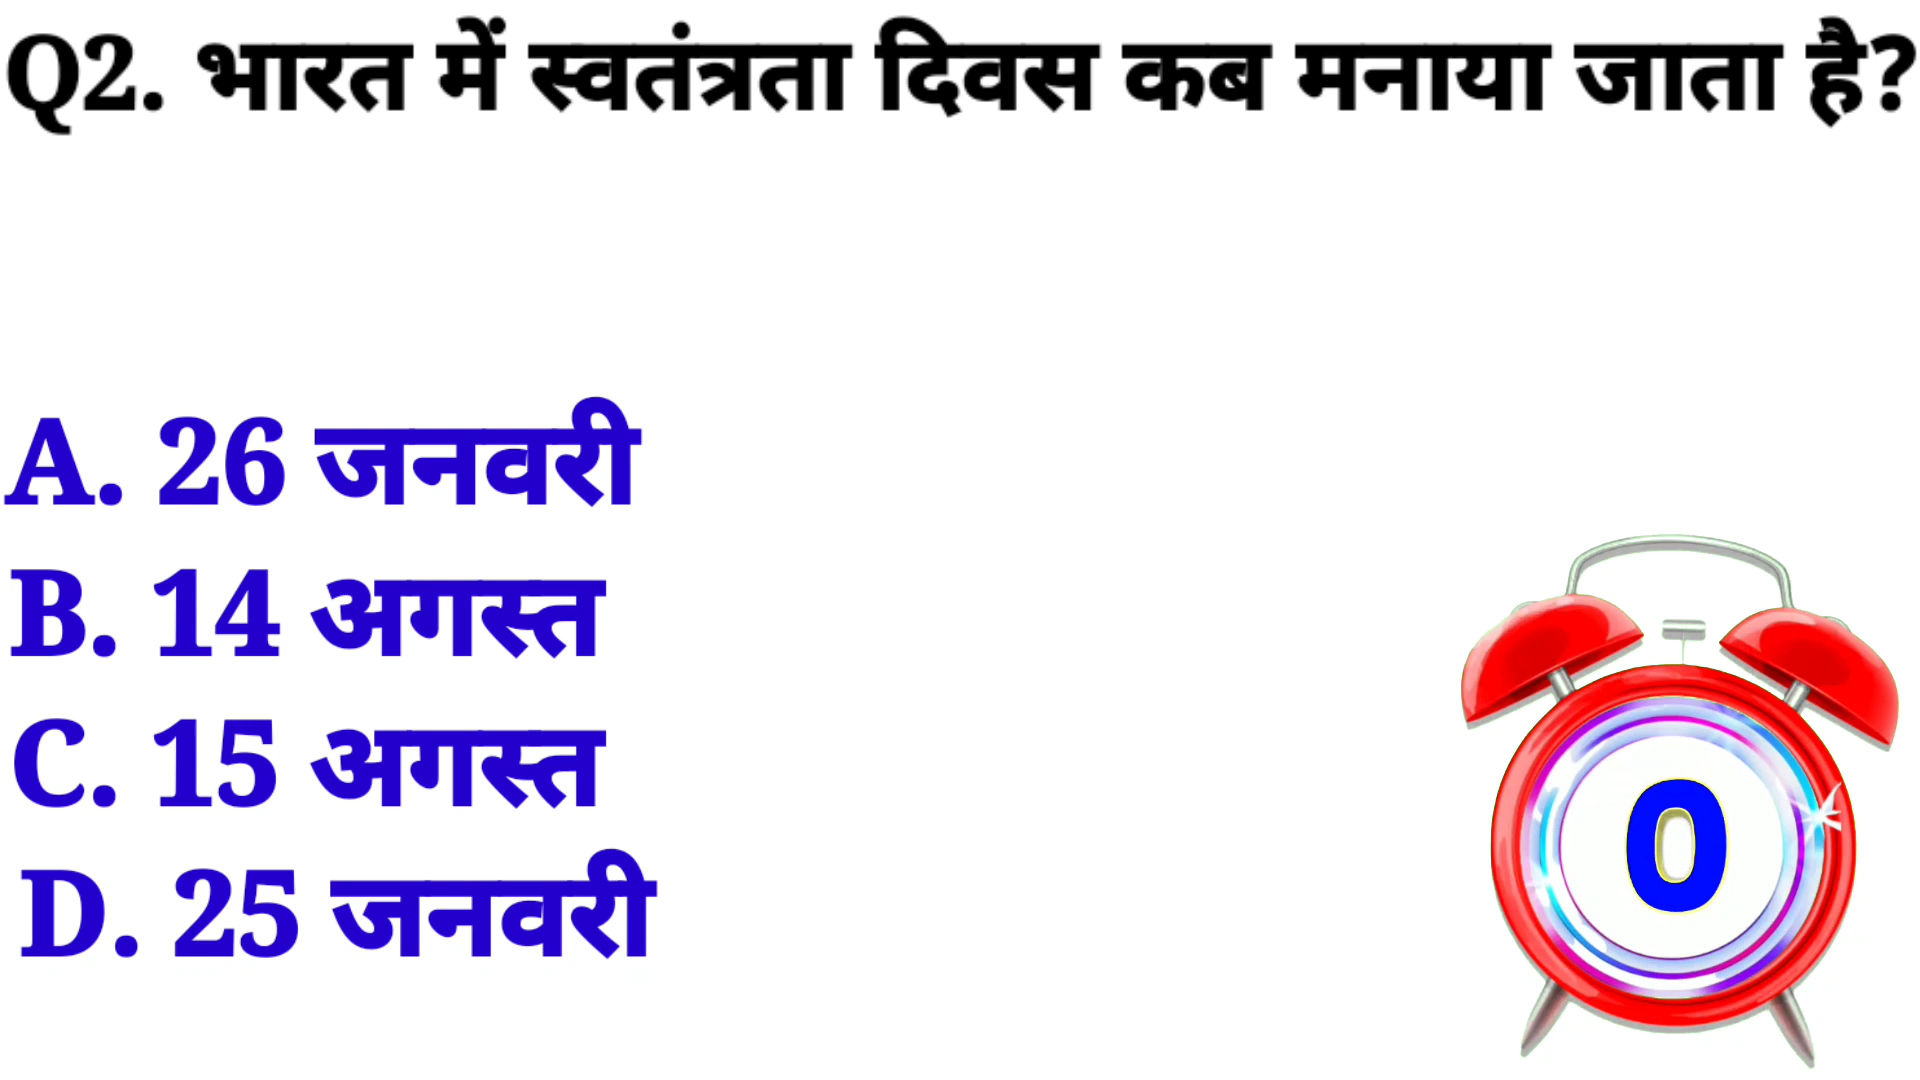 Q2. भारत में स्वतंत्रता दिवस कब मनाया जाता है?
A. 26 जनवरी
B. 14 अगस्त
C. 15 अगस्त
D. 25 जनवरी
0